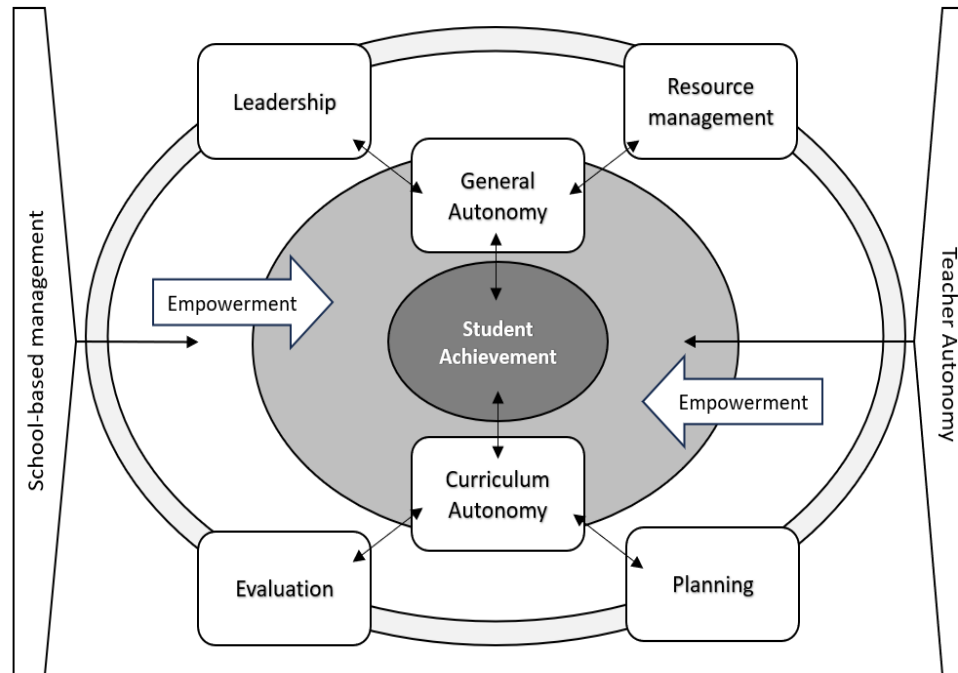 Leadership
Resource
management
General
Autonomy
School-based management
Empowerment
Student
Achievement
Teacher Autonomy
Empowerment
Curriculum
Autonomy
Evaluation
Planning